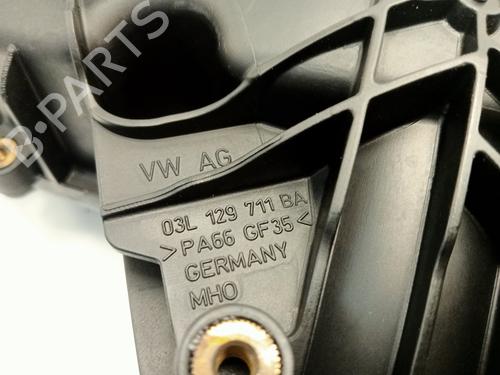 B-PARTS
VW AG
03L 129 711 BA
>PA66 GF35<
GERMANY
MHO